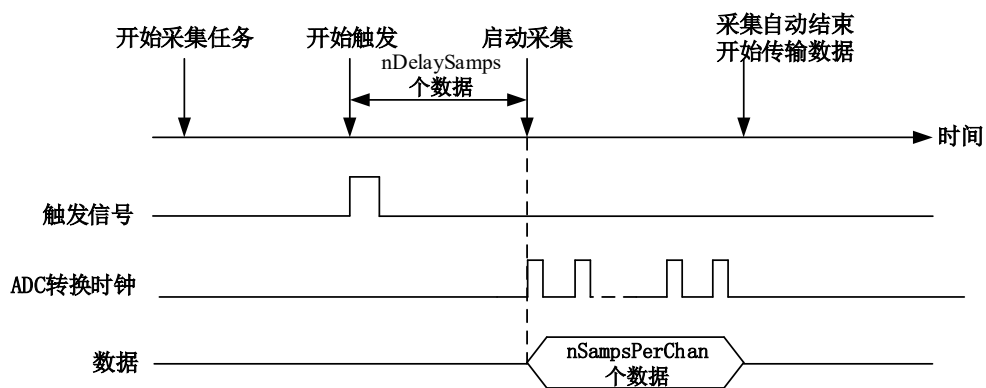 开始采集任务
开始触发
启动采集
采集自动结束
开始传输数据
nDelaySamps
个数据
时间
触发信号
ADC转换时钟
数据
nSampsPerChan
个数据